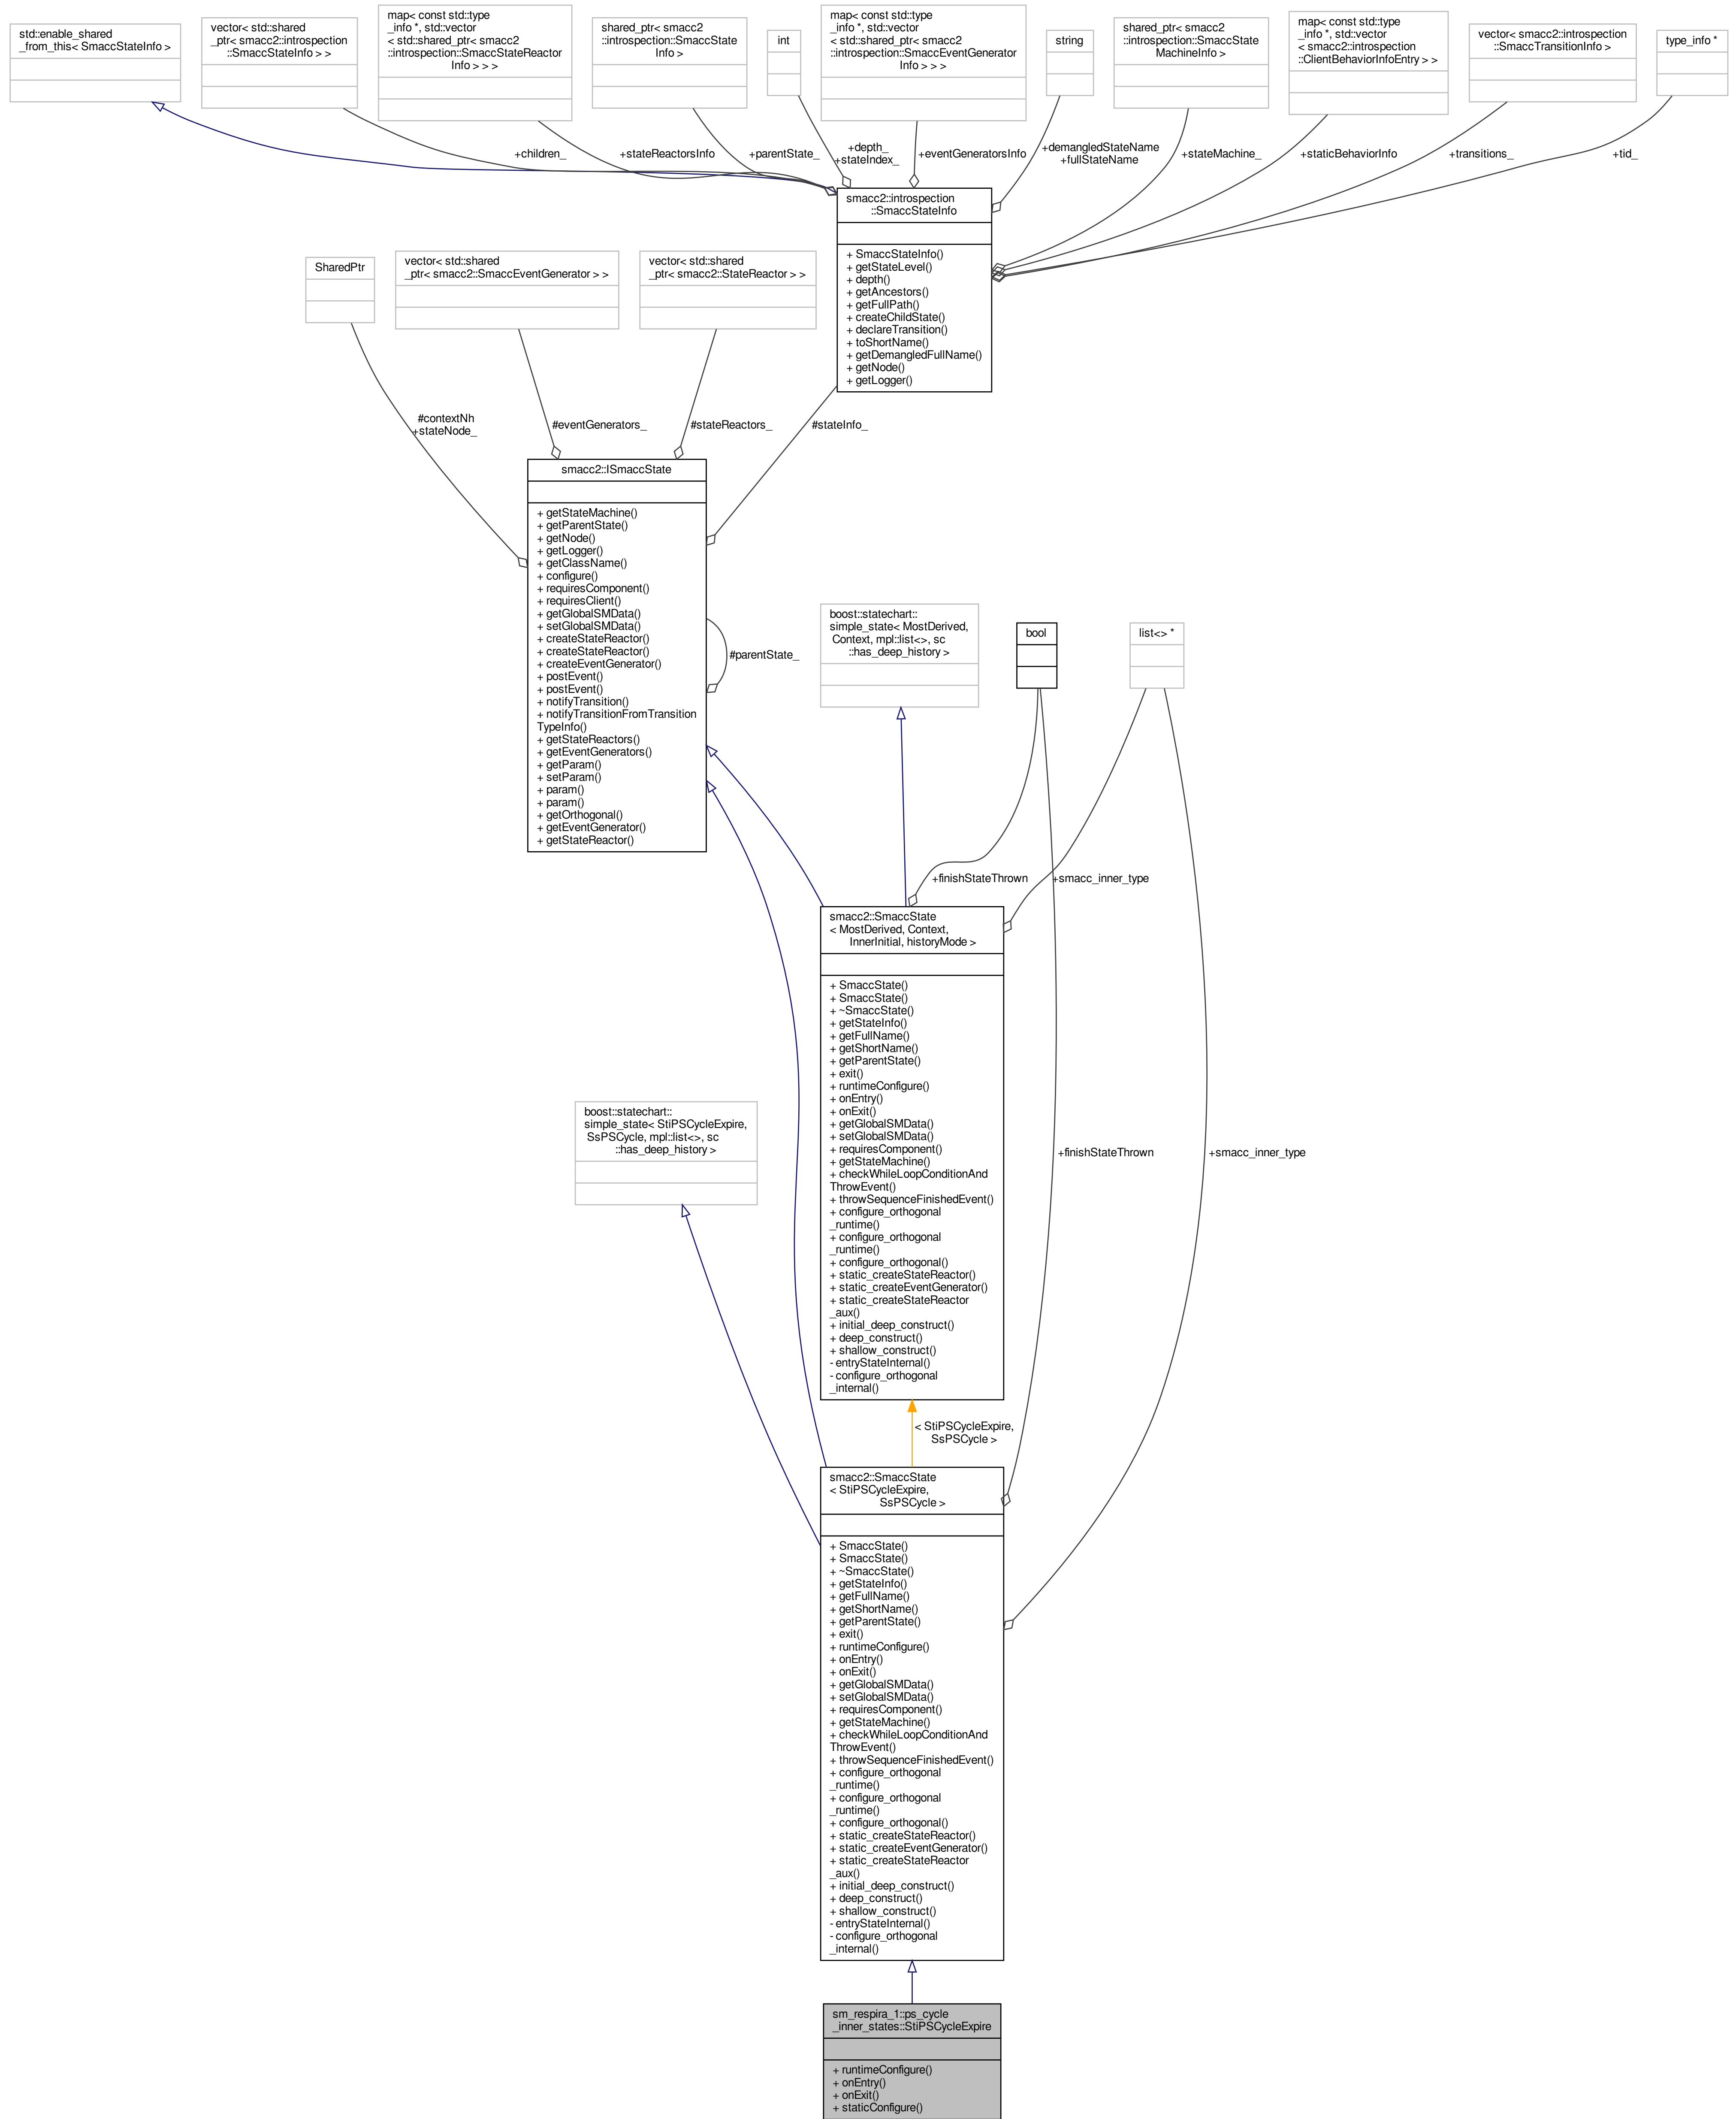 std::enable_shared
_from_this< SmaccStateInfo >
vector< std::shared
_ptr< smacc2::introspection
::SmaccStateInfo > >
map< const std::type
_info *, std::vector
< std::shared_ptr< smacc2
::introspection::SmaccStateReactor
Info > > >
shared_ptr< smacc2
::introspection::SmaccState
Info >
int
map< const std::type
_info *, std::vector
< std::shared_ptr< smacc2
::introspection::SmaccEventGenerator
Info > > >
string
shared_ptr< smacc2
::introspection::SmaccState
MachineInfo >
map< const std::type
_info *, std::vector
< smacc2::introspection
::ClientBehaviorInfoEntry > >
vector< smacc2::introspection
::SmaccTransitionInfo >
type_info *
+children_
+stateReactorsInfo
+parentState_
+depth_
+stateIndex_
+eventGeneratorsInfo
+demangledStateName
+fullStateName
+stateMachine_
+staticBehaviorInfo
+transitions_
+tid_
smacc2::introspection
::SmaccStateInfo
+ SmaccStateInfo()
+ getStateLevel()
+ depth()
+ getAncestors()
+ getFullPath()
+ createChildState()
+ declareTransition()
+ toShortName()
+ getDemangledFullName()
+ getNode()
+ getLogger()
SharedPtr
vector< std::shared
_ptr< smacc2::SmaccEventGenerator > >
vector< std::shared
_ptr< smacc2::StateReactor > >
#contextNh
+stateNode_
#eventGenerators_
#stateReactors_
#stateInfo_
smacc2::ISmaccState
+ getStateMachine()
+ getParentState()
+ getNode()
+ getLogger()
+ getClassName()
+ configure()
+ requiresComponent()
+ requiresClient()
+ getGlobalSMData()
+ setGlobalSMData()
+ createStateReactor()
+ createStateReactor()
+ createEventGenerator()
+ postEvent()
+ postEvent()
+ notifyTransition()
+ notifyTransitionFromTransition
TypeInfo()
+ getStateReactors()
+ getEventGenerators()
+ getParam()
+ setParam()
+ param()
+ param()
+ getOrthogonal()
+ getEventGenerator()
+ getStateReactor()
#parentState_
boost::statechart::
simple_state< MostDerived,
Context, mpl::list<>, sc
::has_deep_history >
bool
list<> *
+finishStateThrown
+smacc_inner_type
smacc2::SmaccState
< MostDerived, Context,
InnerInitial, historyMode >
+ SmaccState()
+ SmaccState()
+ ~SmaccState()
+ getStateInfo()
+ getFullName()
+ getShortName()
+ getParentState()
+ exit()
+ runtimeConfigure()
+ onEntry()
+ onExit()
+ getGlobalSMData()
+ setGlobalSMData()
+ requiresComponent()
+ getStateMachine()
+ checkWhileLoopConditionAnd
ThrowEvent()
+ throwSequenceFinishedEvent()
+ configure_orthogonal
_runtime()
+ configure_orthogonal
_runtime()
+ configure_orthogonal()
+ static_createStateReactor()
+ static_createEventGenerator()
+ static_createStateReactor
_aux()
+ initial_deep_construct()
+ deep_construct()
+ shallow_construct()
- entryStateInternal()
- configure_orthogonal
_internal()
boost::statechart::
simple_state< StiPSCycleExpire,
SsPSCycle, mpl::list<>, sc
::has_deep_history >
+finishStateThrown
+smacc_inner_type
< StiPSCycleExpire,
SsPSCycle >
smacc2::SmaccState
< StiPSCycleExpire,
SsPSCycle >
+ SmaccState()
+ SmaccState()
+ ~SmaccState()
+ getStateInfo()
+ getFullName()
+ getShortName()
+ getParentState()
+ exit()
+ runtimeConfigure()
+ onEntry()
+ onExit()
+ getGlobalSMData()
+ setGlobalSMData()
+ requiresComponent()
+ getStateMachine()
+ checkWhileLoopConditionAnd
ThrowEvent()
+ throwSequenceFinishedEvent()
+ configure_orthogonal
_runtime()
+ configure_orthogonal
_runtime()
+ configure_orthogonal()
+ static_createStateReactor()
+ static_createEventGenerator()
+ static_createStateReactor
_aux()
+ initial_deep_construct()
+ deep_construct()
+ shallow_construct()
- entryStateInternal()
- configure_orthogonal
_internal()
sm_respira_1::ps_cycle
_inner_states::StiPSCycleExpire
+ runtimeConfigure()
+ onEntry()
+ onExit()
+ staticConfigure()